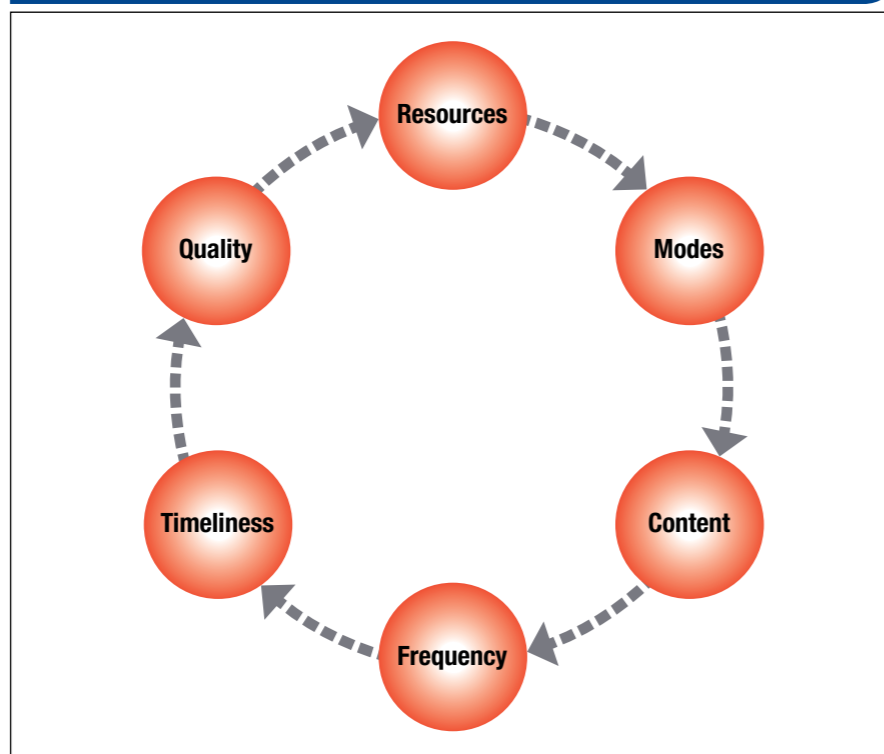 Resources
Modes
Content
Frequency
Timeliness
Quality